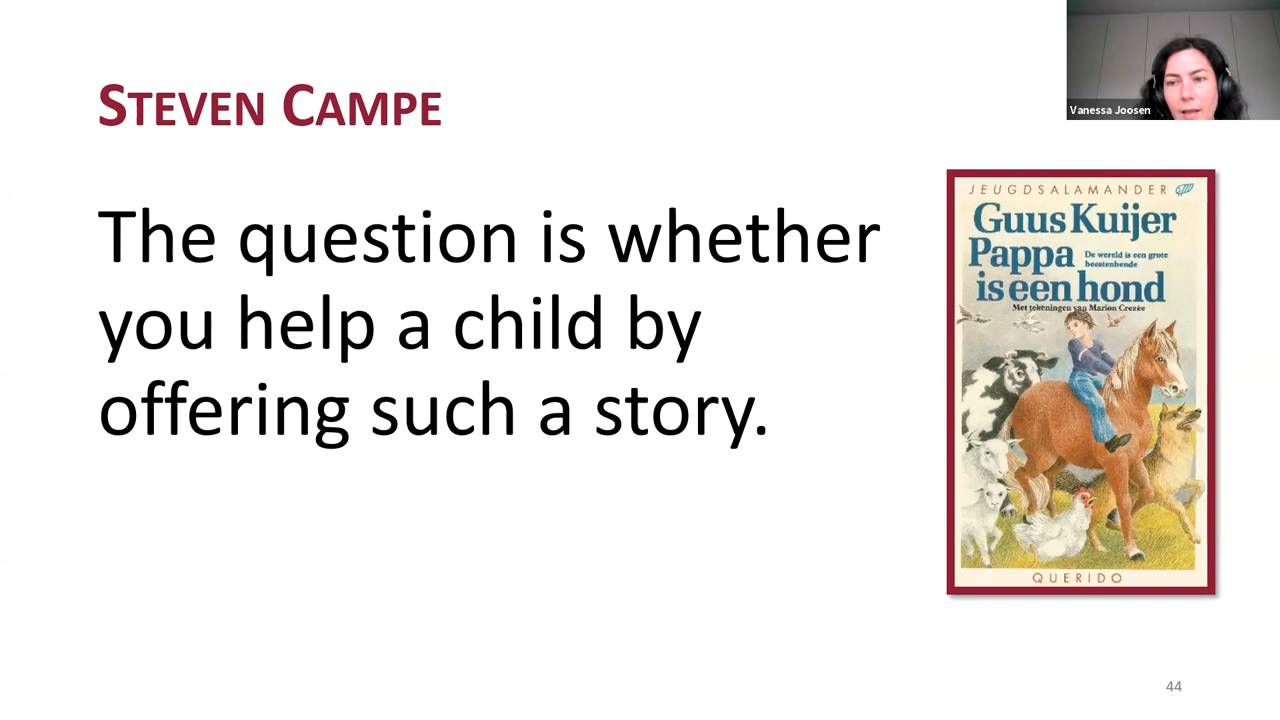 Vanessa Joosen
STEVEN CAMPE
The question is whether
you help a child by
offering such a story.
JEUGDSALAMANDER
Guus Kuijer
Pappa
De wereld is een grote
beestenbende
is een hond
Met tekeningen van Marion Crezée
QUERIDO
44